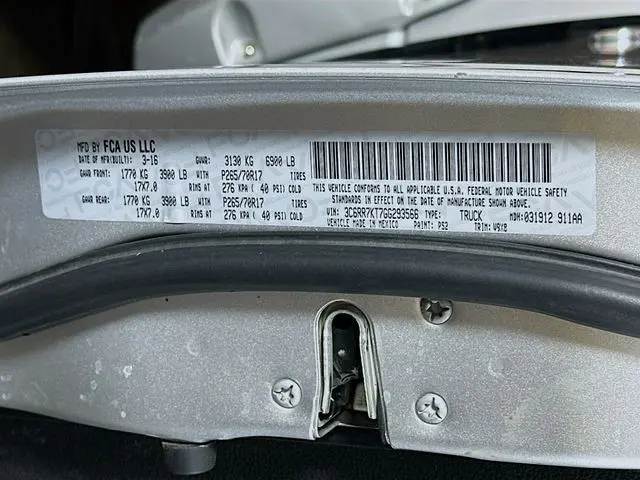 MFD BY FCA US LLC
DATE OF MFR(BUILT): 3-16 GVWR: 3130 KG 6900 LB
GAWR FRONT: 1770 KG 3900 LB WITH P265/70R17 TIRES
17X7.0 RIMS AT 276 KPA ( 40 PSI) COLD
GAWR REAR: 1770 KG 3900 LB WITH P265/70R17 TIRES
17X7.0 RIMS AT 276 KPA ( 40 PSI) COLD
THIS VEHICLE CONFORMS TO ALL APPLICABLE U.S.A. FEDERAL MOTOR VEHICLE SAFETY
STANDARDS IN EFFECT ON THE DATE OF MANUFACTURE SHOWN ABOVE
VIN: 3C6RR7KT7GG293566 TYPE: TRUCK MDH: 031912 911AA
VEHICLE MADE IN MEXICO PAINT: PS2 TRIM: V9X8